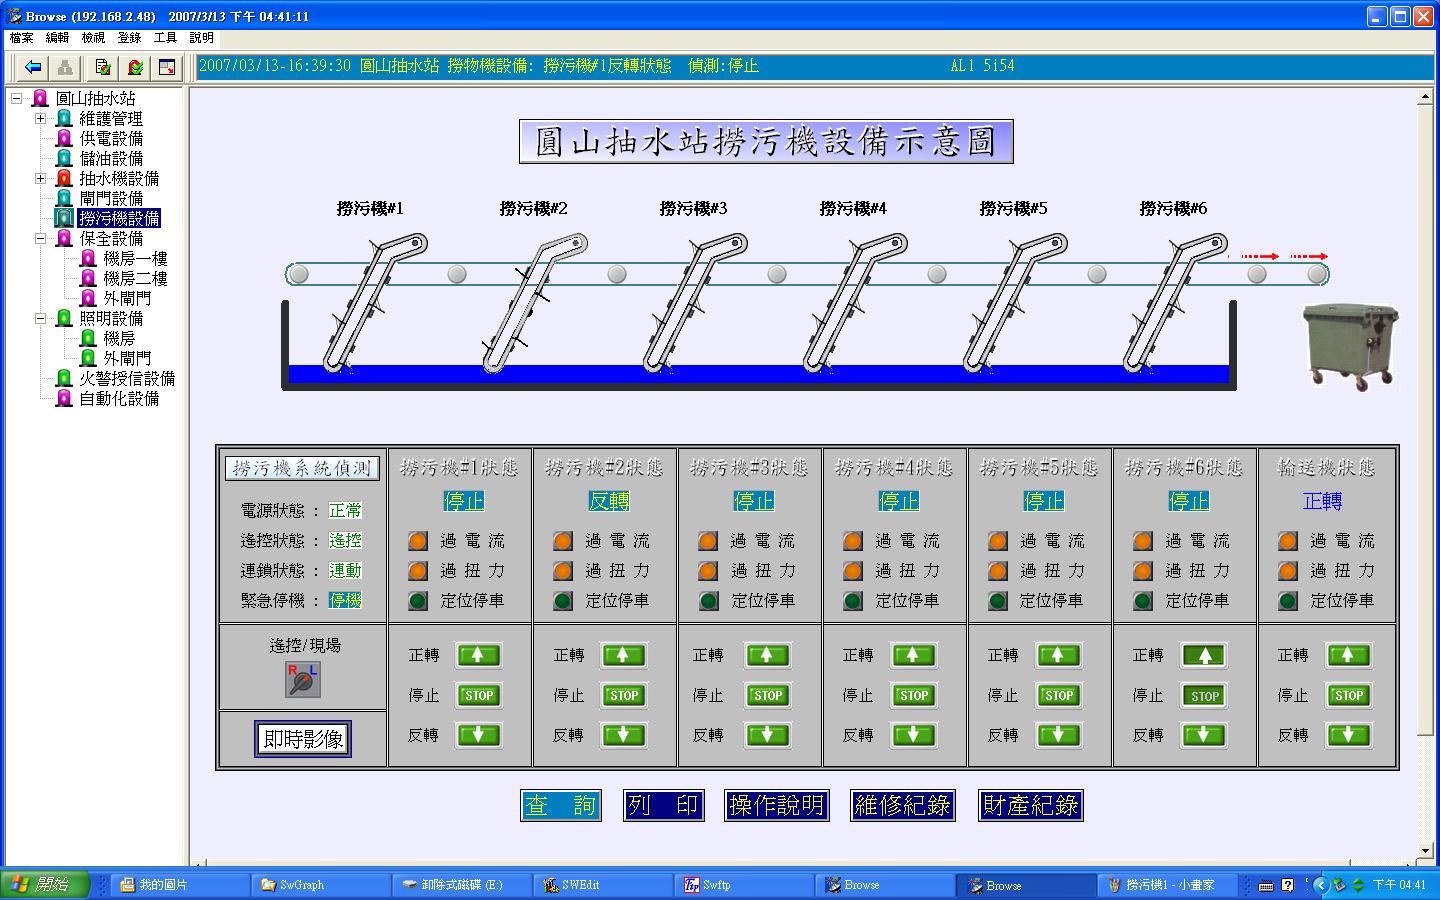 Browse (192.168.2.48) 2007/3/13 下午 04:41:11
檔案 編輯 檢視 登錄 工具 說明
2007/03/13-16:39:30 圓山抽水站 撈物機設備: 撈污機#1反轉狀態 偵測:停止 AL1 5i54
圓山抽水站
維護管理
供電設備
儲油設備
抽水機設備
閘門設備
撈污機設備
保全設備
機房一樓
機房二樓
外閘門
照明設備
機房
外閘門
火警授信設備
自動化設備
圓山抽水站撈污機設備示意圖
撈污機#1 撈污機#2 撈污機#3 撈污機#4 撈污機#5 撈污機#6
撈污機系統偵測 撈污機#1狀態 撈污機#2狀態 撈污機#3狀態 撈污機#4狀態 撈污機#5狀態 撈污機#6狀態 輸送機狀態
停止 反轉 停止 停止 停止 停止 正轉
電源狀態 : 正常
遙控狀態 : 遙控 過電流 過電流 過電流 過電流 過電流 過電流 過電流
連鎖狀態 : 連動 過扭力 過扭力 過扭力 過扭力 過扭力 過扭力 過扭力
緊急停機 : 停機 定位停車 定位停車 定位停車 定位停車 定位停車 定位停車 定位停車
遙控/現場
R L
正轉 正轉 正轉 正轉 正轉 正轉 正轉
停止 STOP 停止 STOP 停止 STOP 停止 STOP 停止 STOP 停止 STOP 停止 STOP
即時影像 反轉 反轉 反轉 反轉 反轉 反轉 反轉
查 詢 列 印 操作說明 維修紀錄 財產紀錄
開始 我的圖片 SwGraph 卸除式磁碟 (E:) SWEdit Swftp Browse Browse 撈污機1 - 小畫家 下午 04:41